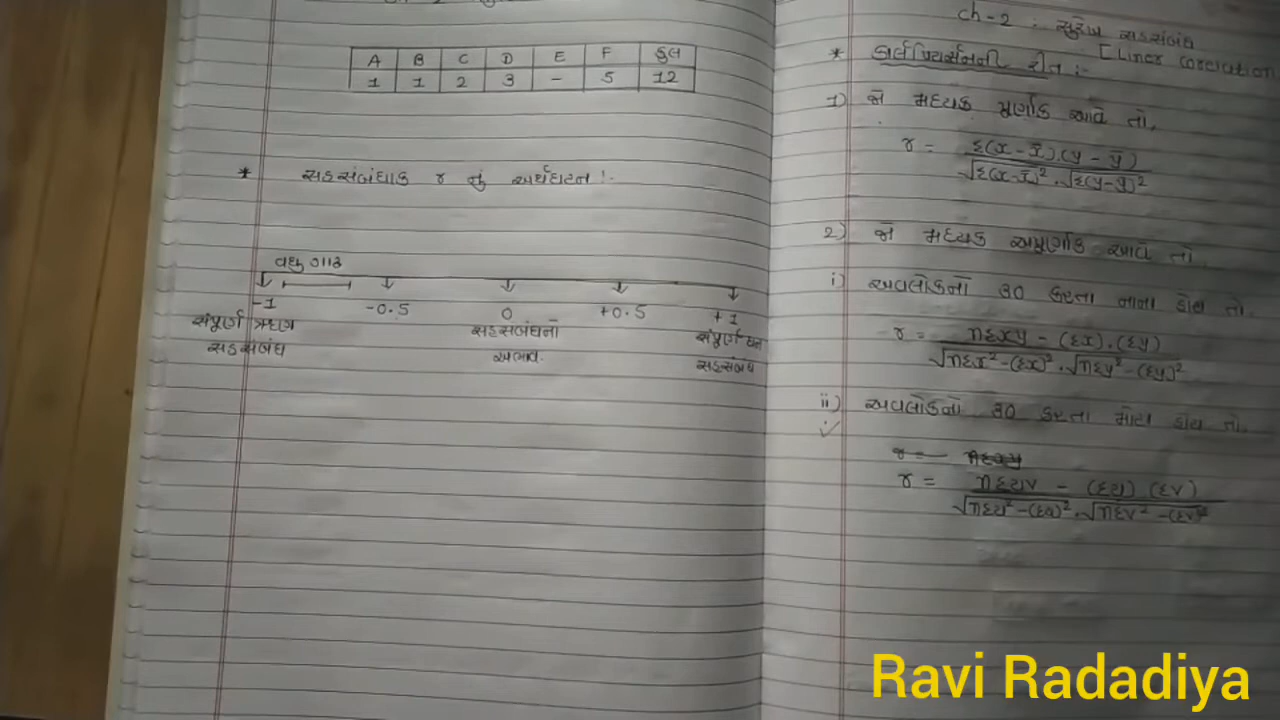 A B C D E F કુલ
1 1 2 3 - 5 12
* સહસંબંધાંક r નું અર્થઘટન :-
વધુ ગાઢ
-1 -0.5 0 +0.5 +1
સંપૂર્ણ ઋણ સહસંબંધનો સંપૂર્ણ ધન
સહસંબંધ અભાવ સહસંબંધ
ch-2 : સુરેખ સહસંબંધ
[Liner corelation
* કાર્લ પિયર્સનની રીત :-
1) જો મધ્યક પૂર્ણાંક આવે તો,
r = Σ(x - x̄).(y - ȳ)
√Σ(x-x̄)² . √Σ(y-ȳ)²
2) જો મધ્યક અપૂર્ણાંક આવે તો
i) અવલોકનો 30 કરતા નાના હોય તો.
r = nΣxy - (Σx).(Σy)
√nΣx²-(Σx)² . √nΣy² - (Σy)²
ii) અવલોકનો 30 કરતા મોટા હોય તો.
r = nΣuv - (Σu) (Σv)
√nΣu² -(Σu)² . √nΣv² -(Σv)²
Ravi Radadiya